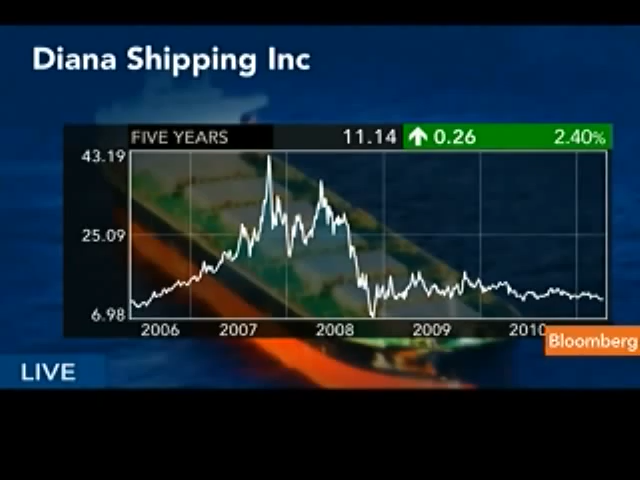 Diana Shipping Inc
FIVE YEARS 11.14 0.26 2.40%
43.19
25.09
6.98
2006 2007 2008 2009 2010
Bloomberg
LIVE